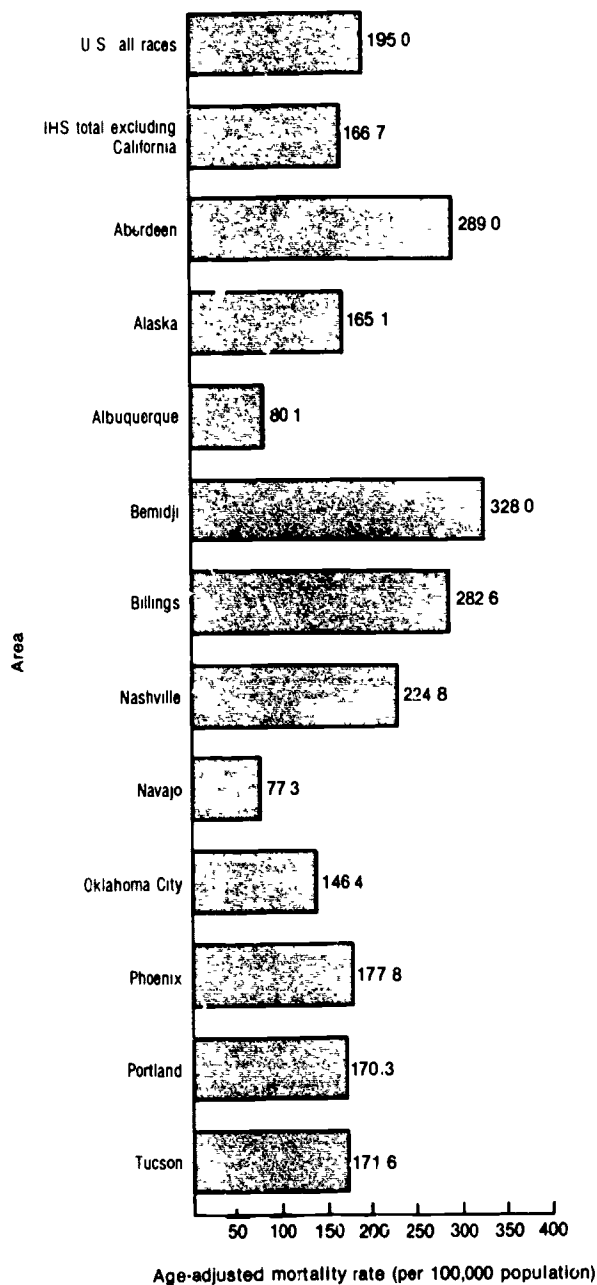 U S all races
195 0
IHS total excluding
California
166 7
Aberdeen
289 0
Alaska
165 1
Albuquerque
80 1
Bemidji
328 0
Billings
282 6
Nashville
224 8
Navajo
77 3
Oklahoma City
146 4
Phoenix
177 8
Portland
170.3
Tucson
171 6
Area
50 100 150 200 250 300 350 400
Age-adjusted mortality rate (per 100,000 population)